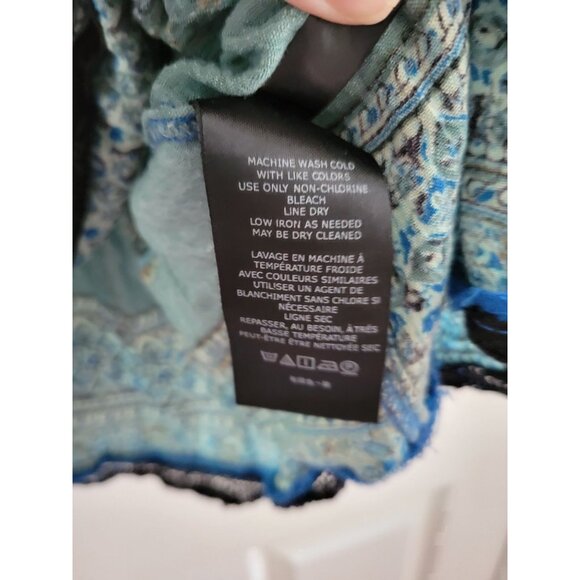 MACHINE WASH COLD
WITH LIKE COLORS
USE ONLY NON-CHLORINE
BLEACH
LINE DRY
LOW IRON AS NEEDED
MAY BE DRY CLEANED
LAVAGE EN MACHINE À
TEMPÉRATURE FROIDE
AVEC COULEURS SIMILAIRES
UTILISER UN AGENT DE
BLANCHIMENT SANS CHLORE SI
NÉCESSAIRE
LIGNE SEC
REPASSER, AU BESOIN, À TRÈS
BASSE TEMPÉRATURE
PEUT-ÊTRE ÊTRE NETTOYÉE SEC